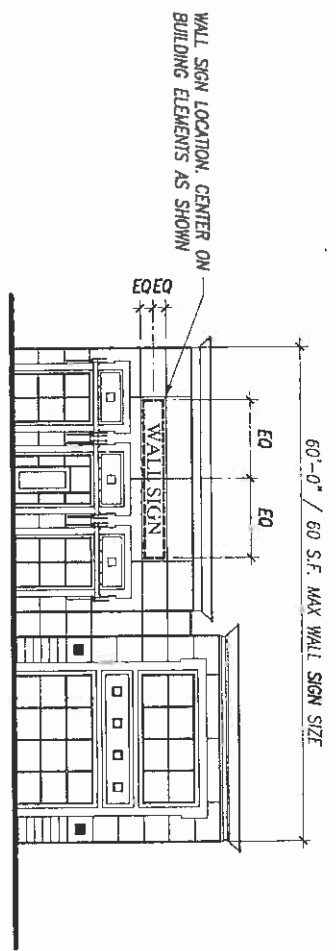 WALL SIGN LOCATION. CENTER ON
BUILDING ELEMENTS AS SHOWN
60'-0" / 60 S.F. MAX WALL SIGN SIZE
EQ
EQ
EQ EQ
WALL SIGN